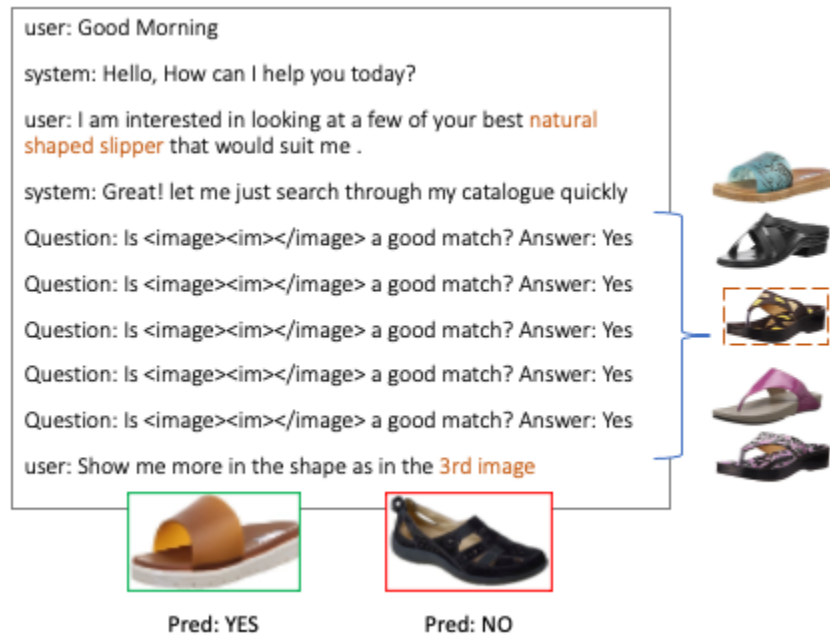 user: Good Morning
system: Hello, How can I help you today?
user: I am interested in looking at a few of your best natural
shaped slipper that would suit me .
system: Great! let me just search through my catalogue quickly
Question: Is <image><im></image> a good match? Answer: Yes
Question: Is <image><im></image> a good match? Answer: Yes
Question: Is <image><im></image> a good match? Answer: Yes
Question: Is <image><im></image> a good match? Answer: Yes
Question: Is <image><im></image> a good match? Answer: Yes
user: Show me more in the shape as in the 3rd image
Pred: YES
Pred: NO